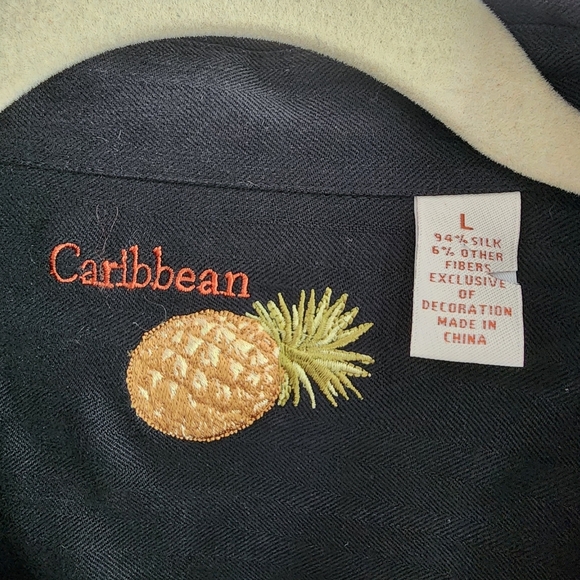 Caribbean
L
94% SILK
6% OTHER
FIBERS
EXCLUSIVE
OF
DECORATION
MADE IN
CHINA